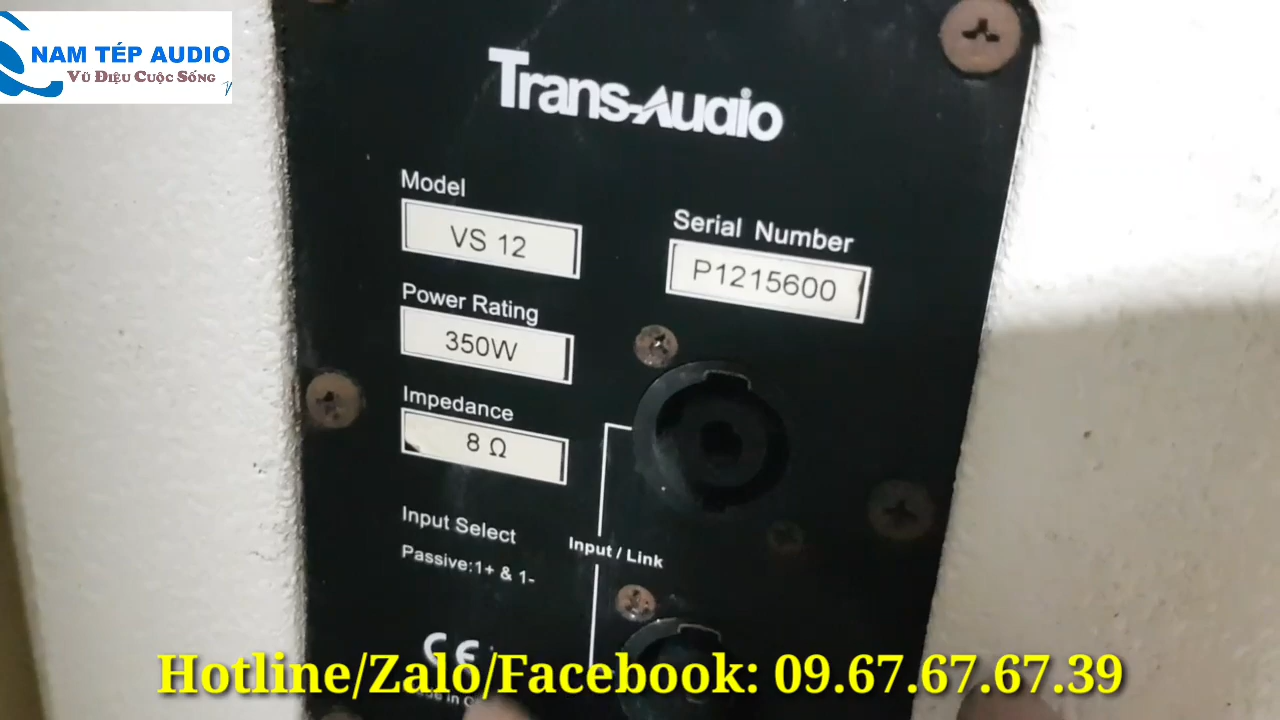 NAM TÉP AUDIO
VŨ ĐIỆU CUỘC SỐNG
Trans-Audio
Model
VS 12
Serial Number
P1215600
Power Rating
350W
Impedance
8 Ω
Input Select
Passive:1+ & 1-
Input / Link
CE
in
Hotline/Zalo/Facebook: 09.67.67.67.39